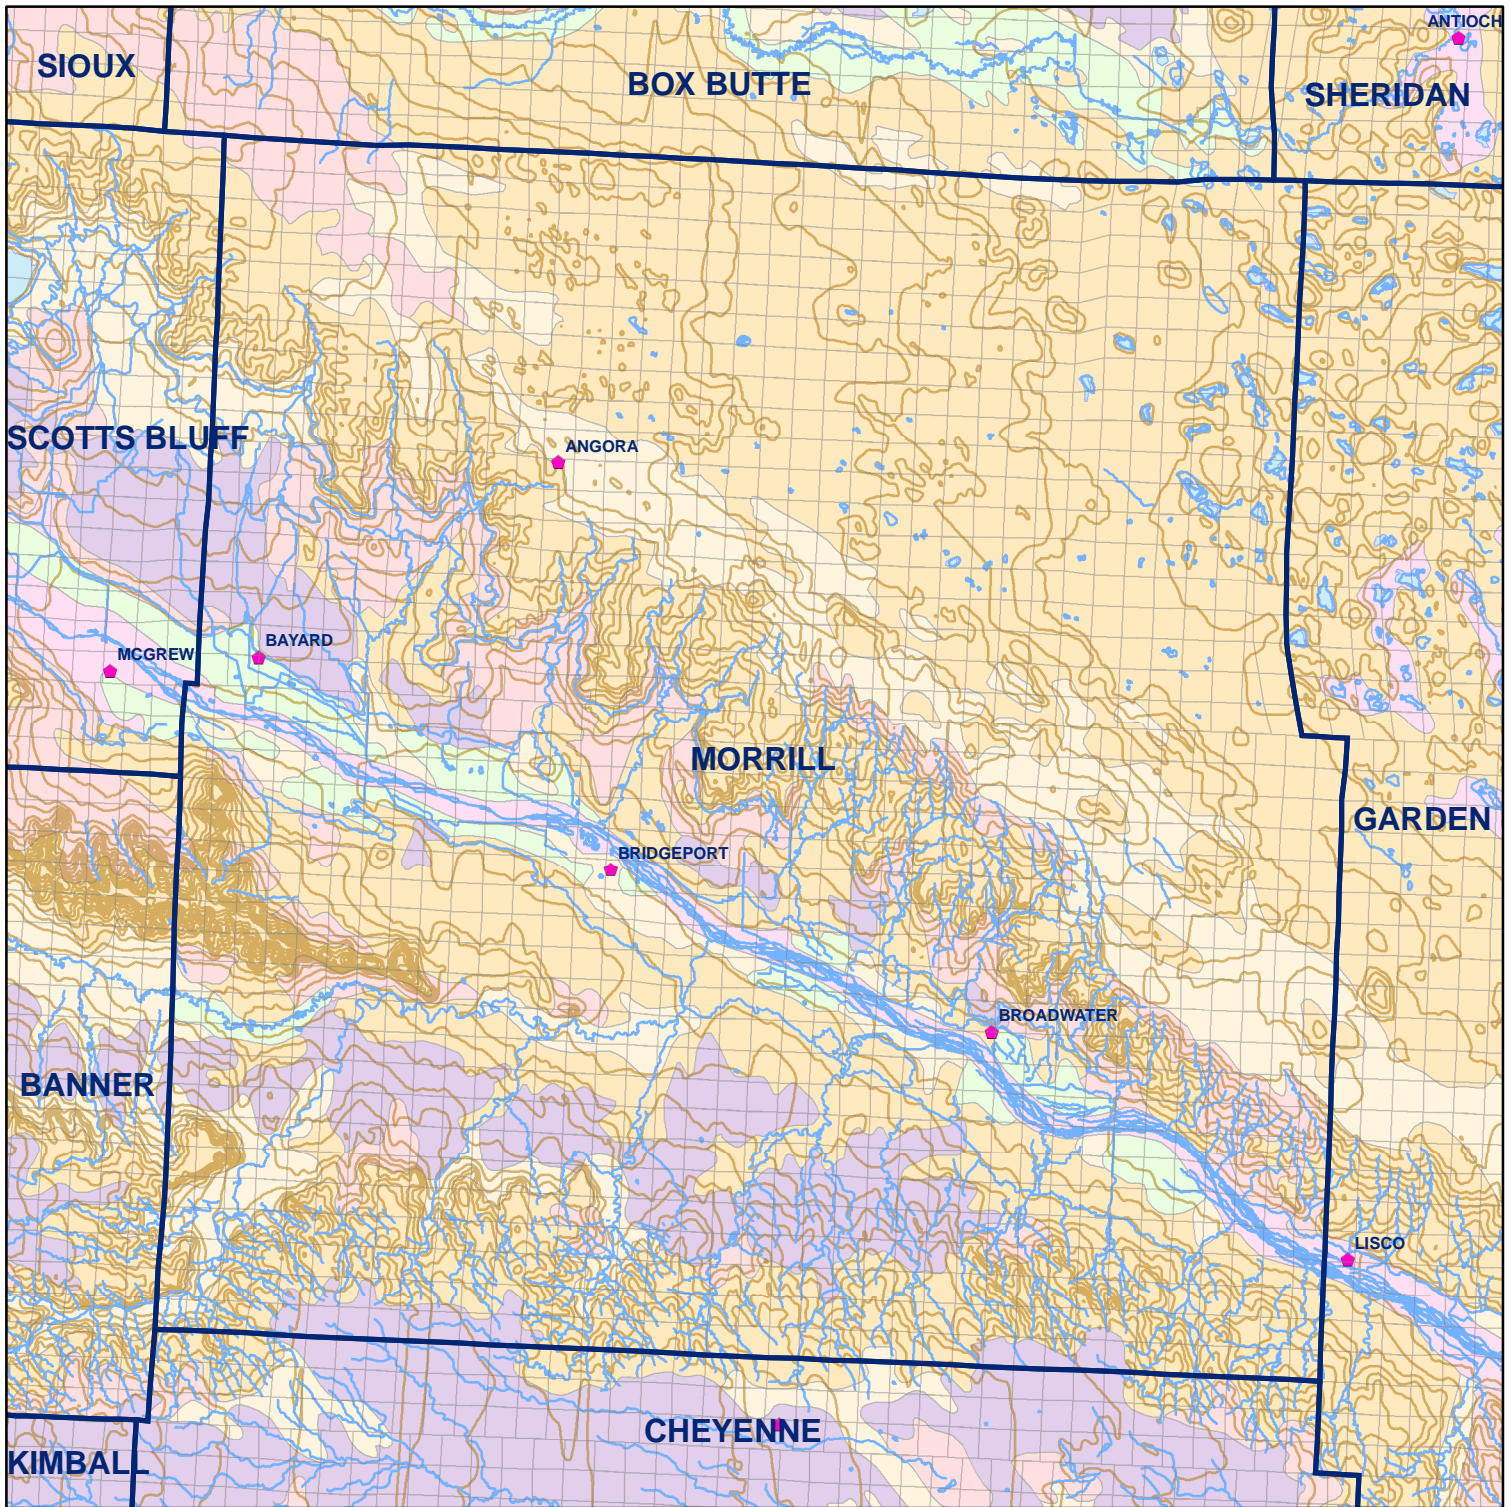 ANTIOCH
SIOUX
BOX BUTTE
SHERIDAN
SCOTTS BLUFF
ANGORA
BAYARD
MCGREW
MORRILL
GARDEN
BRIDGEPORT
BROADWATER
BANNER
LISCO
CHEYENNE
KIMBALL